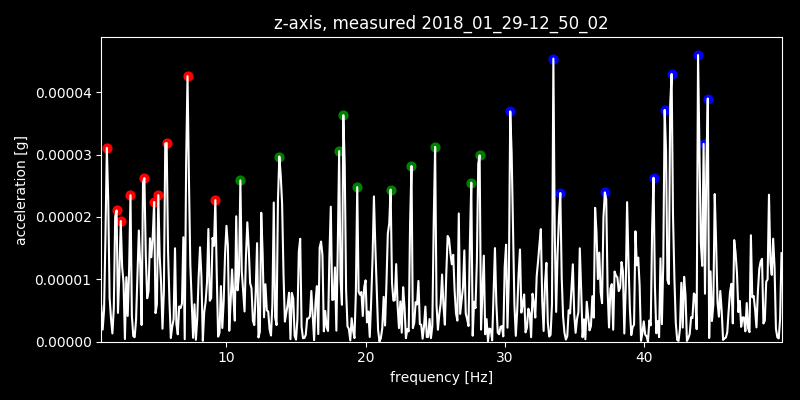 z-axis, measured 2018_01_29-12_50_02
0.00004
0.00003
0.00002
0.00001
0.00000
acceleration [g]
10 20 30 40
frequency [Hz]